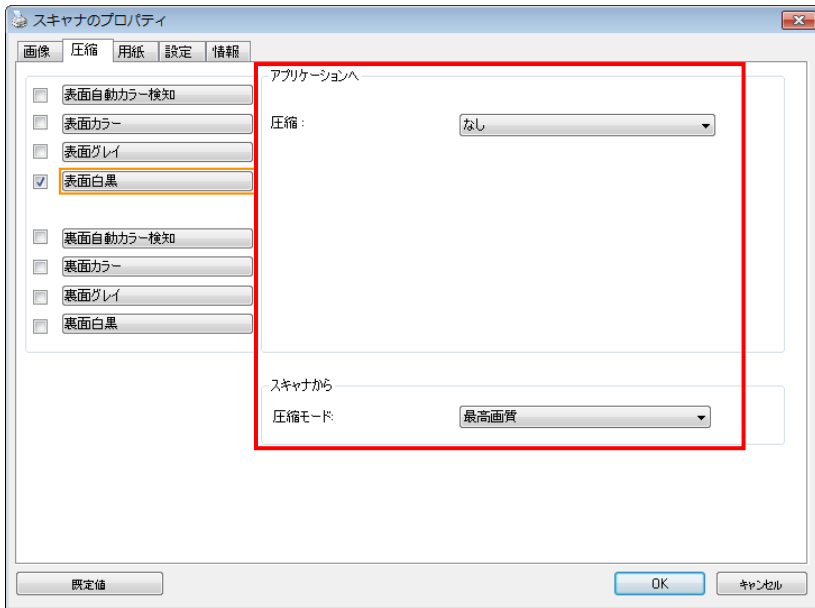 スキャナのプロパティ
画像 圧縮 用紙 設定 情報
アプリケーションへ
表面自動カラー検知
表面カラー
圧縮 : なし
表面グレイ
表面白黒
裏面自動カラー検知
裏面カラー
裏面グレイ
裏面白黒
スキャナから
圧縮モード: 最高画質
既定値 OK キャンセル